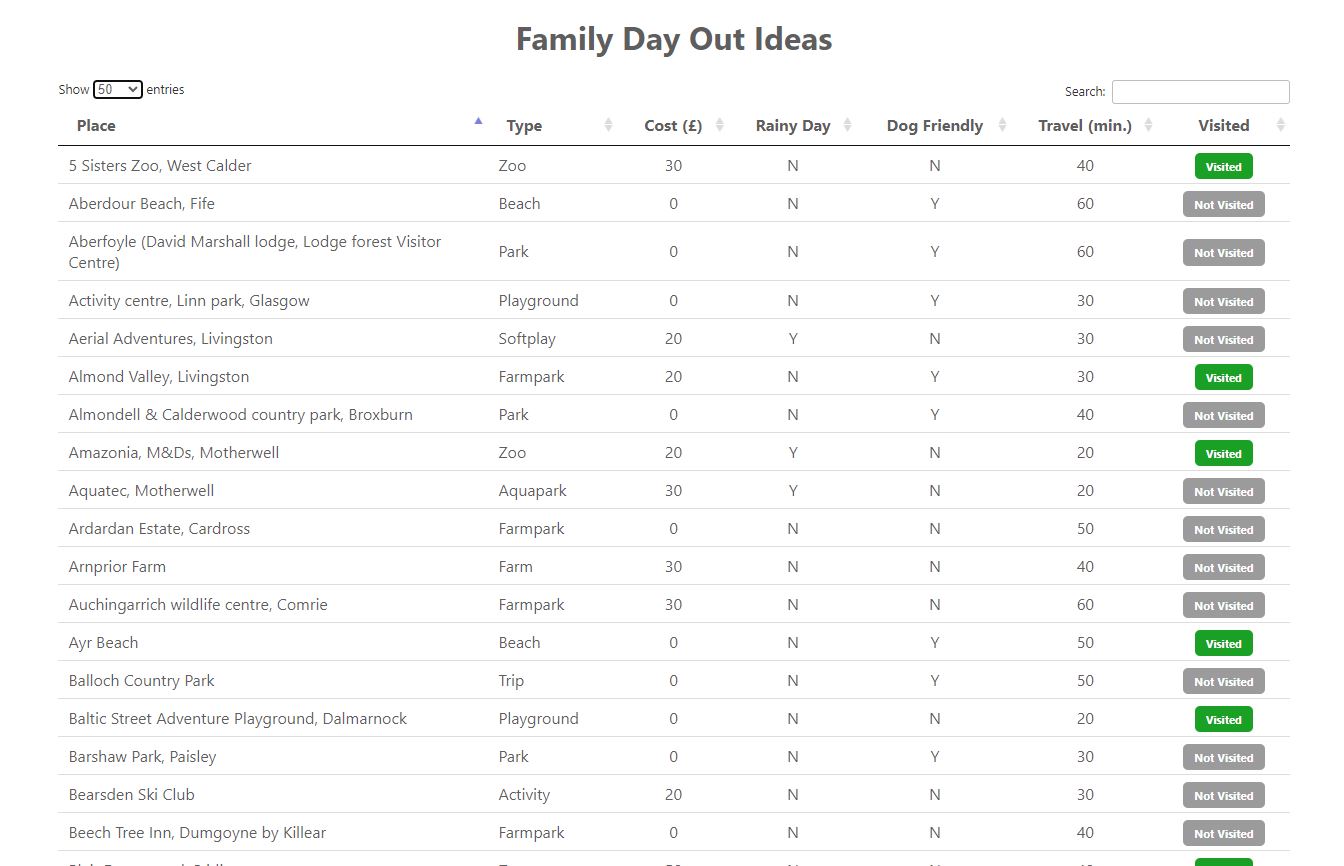 Family Day Out Ideas
Show 50 entries Search:
Place Type Cost (£) Rainy Day Dog Friendly Travel (min.) Visited
5 Sisters Zoo, West Calder Zoo 30 N N 40 Visited
Aberdour Beach, Fife Beach 0 N Y 60 Not Visited
Aberfoyle (David Marshall lodge, Lodge forest Visitor
Centre) Park 0 N Y 60 Not Visited
Activity centre, Linn park, Glasgow Playground 0 N Y 30 Not Visited
Aerial Adventures, Livingston Softplay 20 Y N 30 Not Visited
Almond Valley, Livingston Farmpark 20 N Y 30 Visited
Almondell & Calderwood country park, Broxburn Park 0 N Y 40 Not Visited
Amazonia, M&Ds, Motherwell Zoo 20 Y N 20 Visited
Aquatec, Motherwell Aquapark 30 Y N 20 Not Visited
Ardardan Estate, Cardross Farmpark 0 N N 50 Not Visited
Arnprior Farm Farm 30 N N 40 Not Visited
Auchingarrich wildlife centre, Comrie Farmpark 30 N N 60 Not Visited
Ayr Beach Beach 0 N Y 50 Visited
Balloch Country Park Trip 0 N Y 50 Not Visited
Baltic Street Adventure Playground, Dalmarnock Playground 0 N N 20 Visited
Barshaw Park, Paisley Park 0 N Y 30 Not Visited
Bearsden Ski Club Activity 20 N N 30 Not Visited
Beech Tree Inn, Dumgoyne by Killear Farmpark 0 N N 40 Not Visited